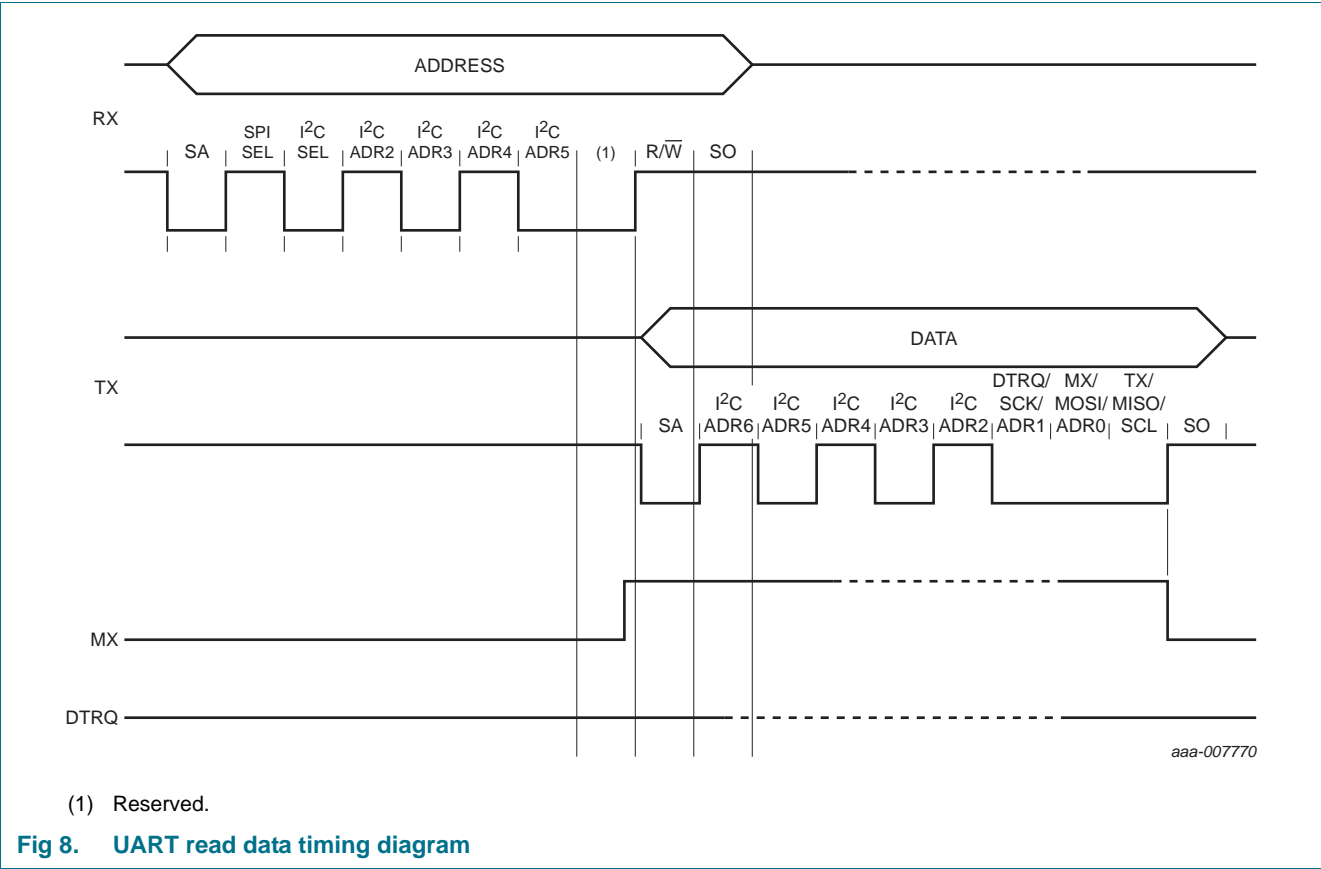 ADDRESS
RX
SA
SPI
SEL
I2C
SEL
I2C
ADR2
I2C
ADR3
I2C
ADR4
I2C
ADR5
(1)
R/W̅
SO
DATA
TX
SA
I2C
ADR6
I2C
ADR5
I2C
ADR4
I2C
ADR3
I2C
ADR2
DTRQ/
SCK/
ADR1
MX/
MOSI/
ADR0
TX/
MISO/
SCL
SO
MX
DTRQ
aaa-007770
(1) Reserved.
Fig 8. UART read data timing diagram